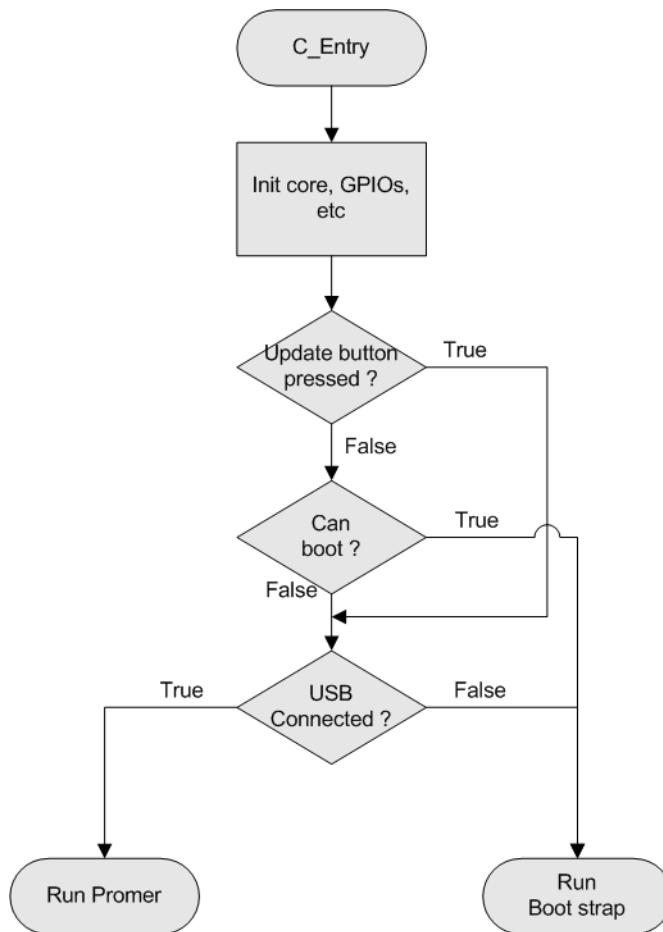 C_Entry
Init core, GPIOs,
etc
Update button
pressed ?
True
False
Can
boot ?
True
False
USB
Connected ?
True
False
Run Promer
Run
Boot strap